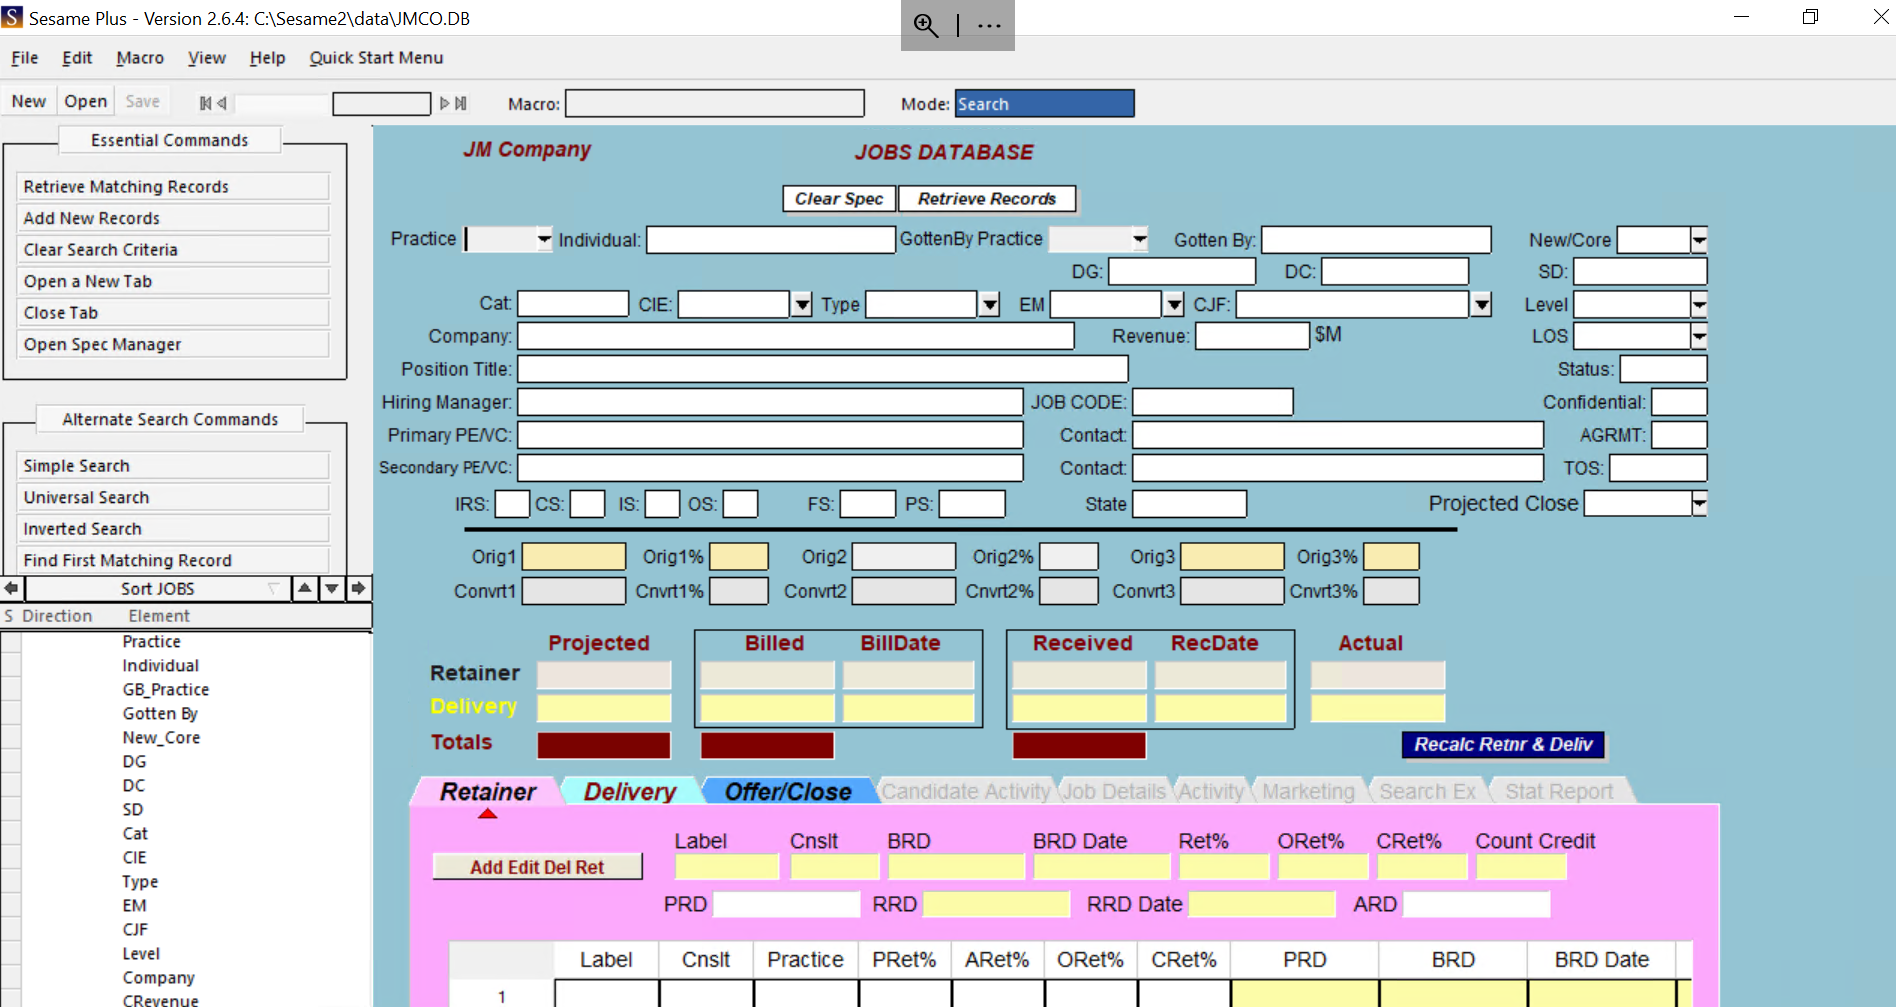 Sesame Plus - Version 2.6.4: C:\Sesame2\data\JMCO.DB
File Edit Macro View Help Quick Start Menu
New Open Save Macro: Mode: Search
Essential Commands
Retrieve Matching Records
Add New Records
Clear Search Criteria
Open a New Tab
Close Tab
Open Spec Manager
Alternate Search Commands
Simple Search
Universal Search
Inverted Search
Find First Matching Record
Sort JOBS
S Direction Element
Practice
Individual
GB_Practice
Gotten By
New_Core
DG
DC
SD
Cat
CIE
Type
EM
CJF
Level
Company
CRevenue
JM Company JOBS DATABASE
Clear Spec Retrieve Records
Practice Individual: GottenBy Practice Gotten By: New/Core
DG: DC: SD:
Cat: CIE: Type EM CJF: Level
Company: Revenue: $M LOS
Position Title: Status:
Hiring Manager: JOB CODE: Confidential:
Primary PE/VC: Contact: AGRMT:
Secondary PE/VC: Contact: TOS:
IRS: CS: IS: OS: FS: PS: State Projected Close
Orig1 Orig1% Orig2 Orig2% Orig3 Orig3%
Convrt1 Cnvrt1% Convrt2 Cnvrt2% Convrt3 Cnvrt3%
Projected Billed BillDate Received RecDate Actual
Retainer
Delivery
Totals
Recalc Retnr & Deliv
Retainer Delivery Offer/Close Candidate Activity Job Details Activity Marketing Search Ex Stat Report
Label Cnslt BRD BRD Date Ret% ORet% CRet% Count Credit
Add Edit Del Ret
PRD RRD RRD Date ARD
Label Cnslt Practice PRet% ARet% ORet% CRet% PRD BRD BRD Date
1